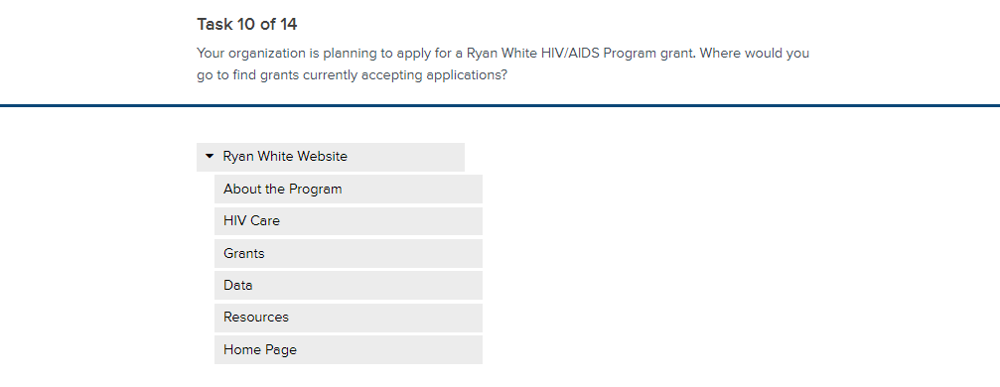 Task 10 of 14
Your organization is planning to apply for a Ryan White HIV/AIDS Program grant. Where would you
go to find grants currently accepting applications?
Ryan White Website
About the Program
HIV Care
Grants
Data
Resources
Home Page